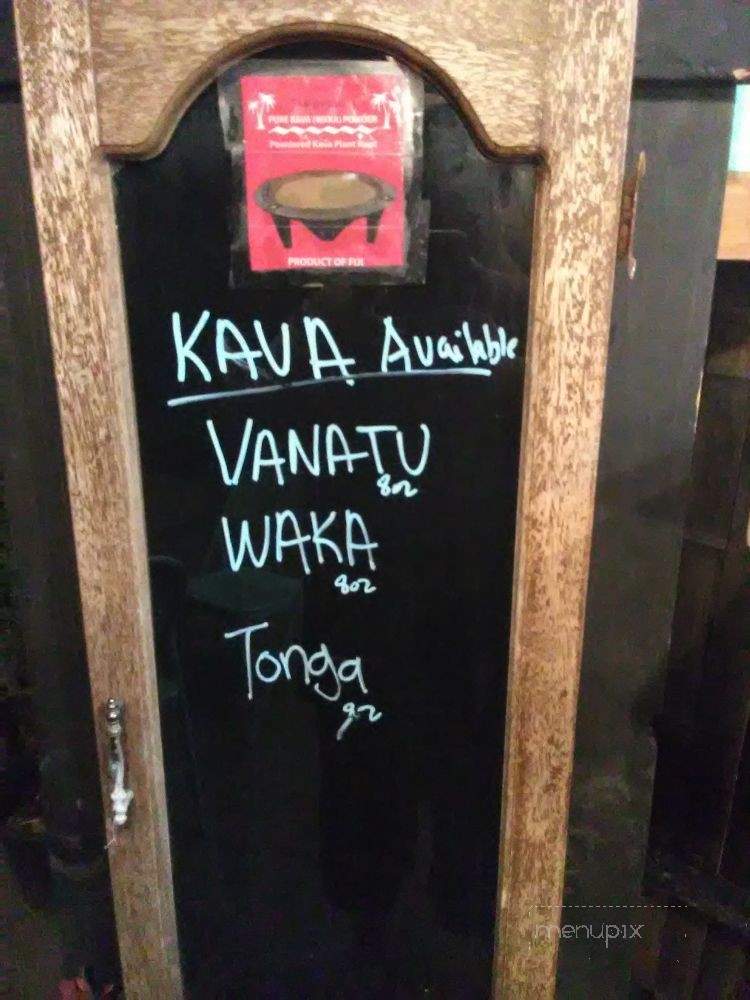 PURE KAVA (WAKA) POWDER
Powdered Kava Plant Root
PRODUCT OF FIJI
KAVA Available
VANATU
8oz
WAKA
8oz
Tonga
menupix